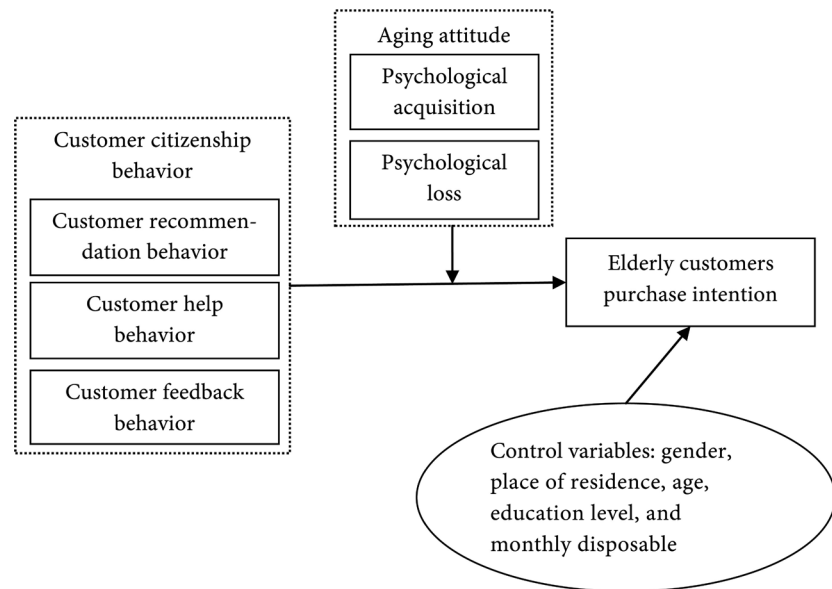 Aging attitude
Psychological
acquisition
Psychological
loss
Customer citizenship
behavior
Customer recommen-
dation behavior
Customer help
behavior
Customer feedback
behavior
Elderly customers
purchase intention
Control variables: gender,
place of residence, age,
education level, and
monthly disposable